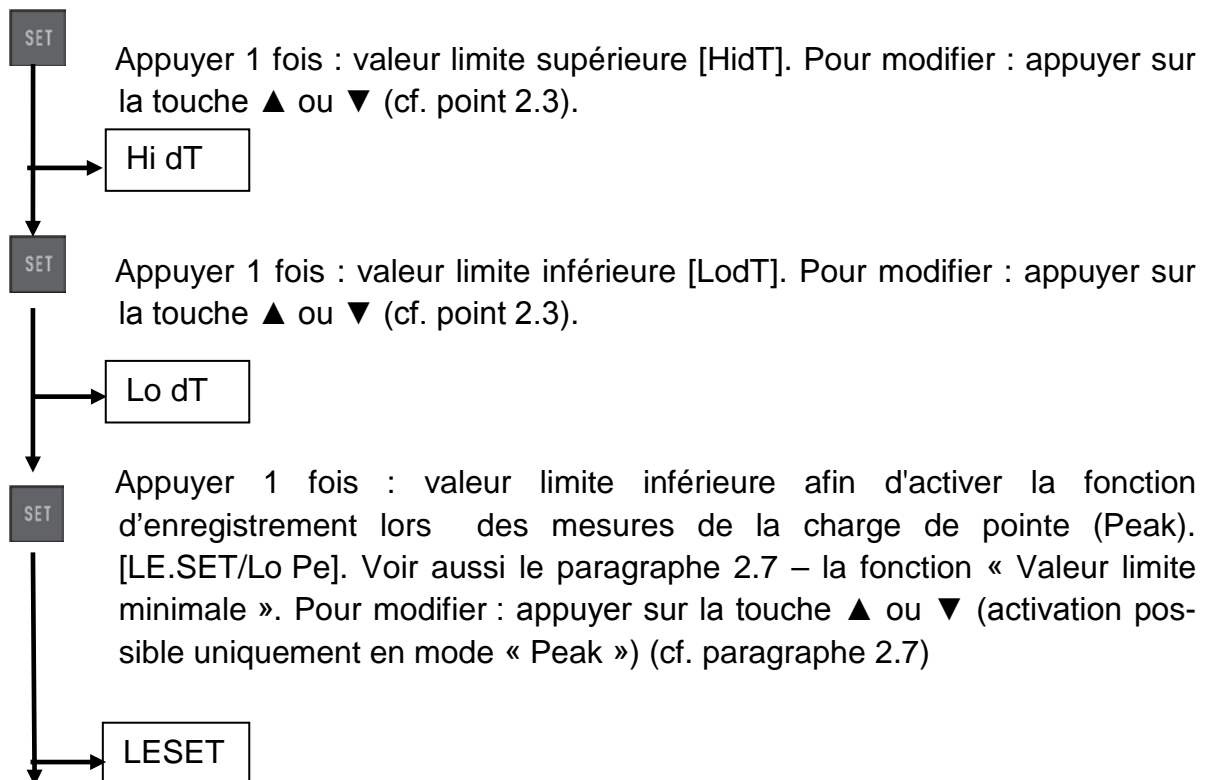 SET
Appuyer 1 fois : valeur limite supérieure [HidT]. Pour modifier : appuyer sur
la touche ▲ ou ▼ (cf. point 2.3).
Hi dT
SET
Appuyer 1 fois : valeur limite inférieure [LodT]. Pour modifier : appuyer sur
la touche ▲ ou ▼ (cf. point 2.3).
Lo dT
SET
Appuyer 1 fois : valeur limite inférieure afin d'activer la fonction
d’enregistrement lors des mesures de la charge de pointe (Peak).
[LE.SET/Lo Pe]. Voir aussi le paragraphe 2.7 – la fonction « Valeur limite
minimale ». Pour modifier : appuyer sur la touche ▲ ou ▼ (activation pos-
sible uniquement en mode « Peak ») (cf. paragraphe 2.7)
LESET